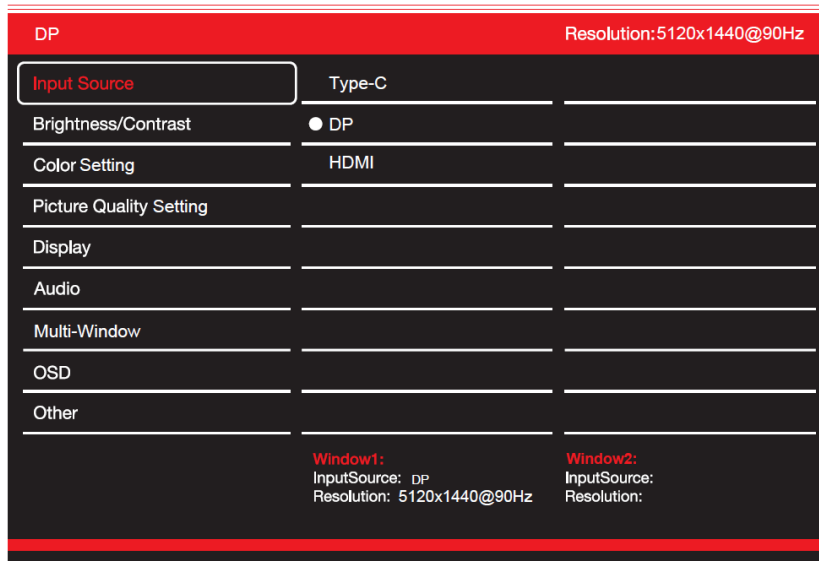 DP Resolution:5120x1440@90Hz
Input Source Type-C
Brightness/Contrast DP
Color Setting HDMI
Picture Quality Setting
Display
Audio
Multi-Window
OSD
Other
Window1: Window2:
InputSource: DP InputSource:
Resolution: 5120x1440@90Hz Resolution: